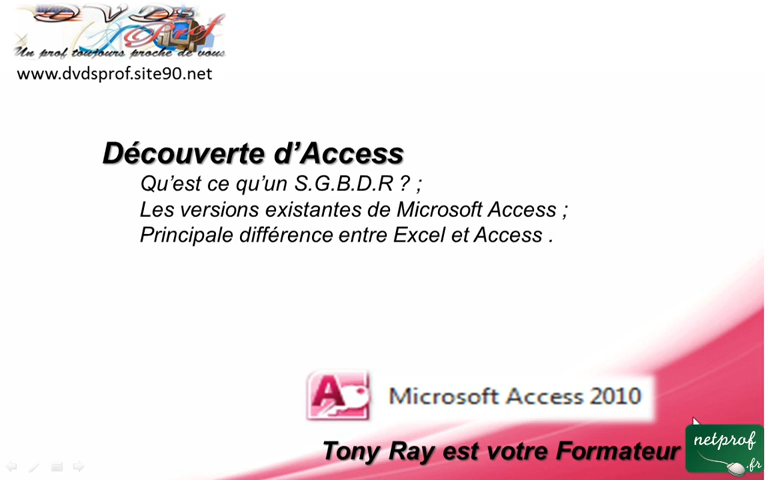 DVDS Prof
Un prof toujours proche de vous
www.dvdsprof.site90.net
Découverte d'Access
Qu'est ce qu'un S.G.B.D.R ? ;
Les versions existantes de Microsoft Access ;
Principale différence entre Excel et Access .
A
Microsoft Access 2010
Tony Ray est votre Formateur
netprof
.fr